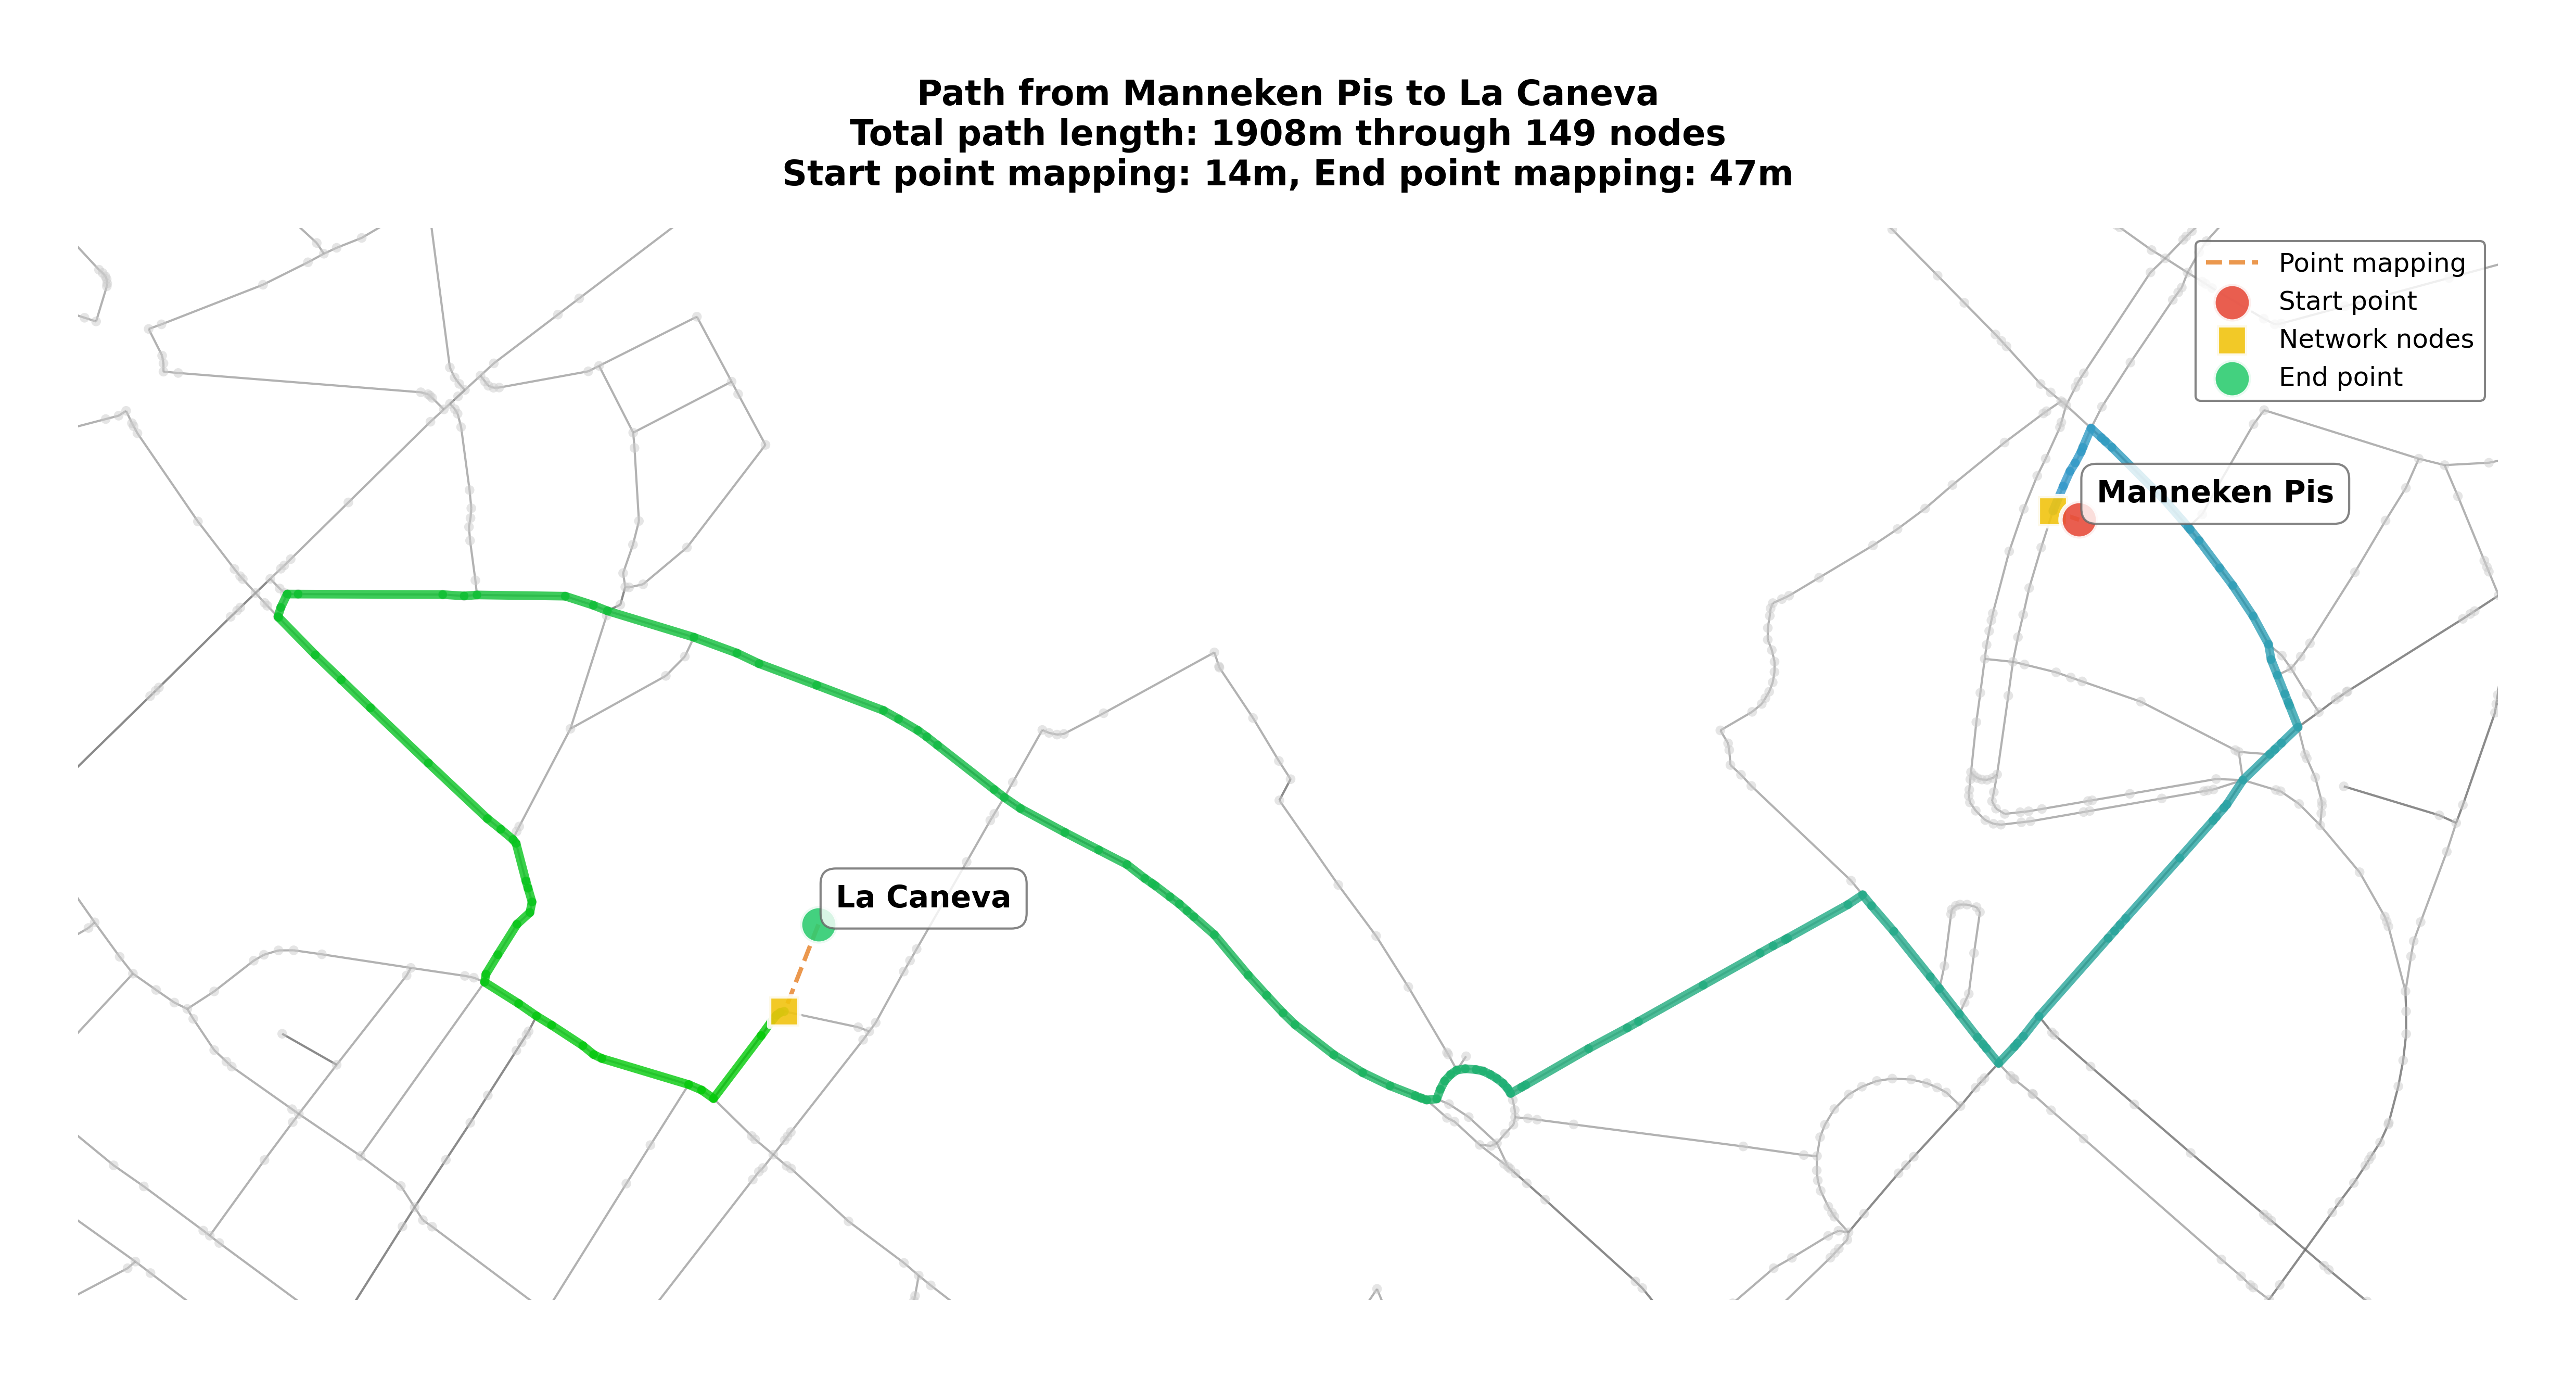 Path from Manneken Pis to La Caneva
Total path length: 1908m through 149 nodes
Start point mapping: 14m, End point mapping: 47m
Point mapping
Start point
Network nodes
End point
Manneken Pis
La Caneva